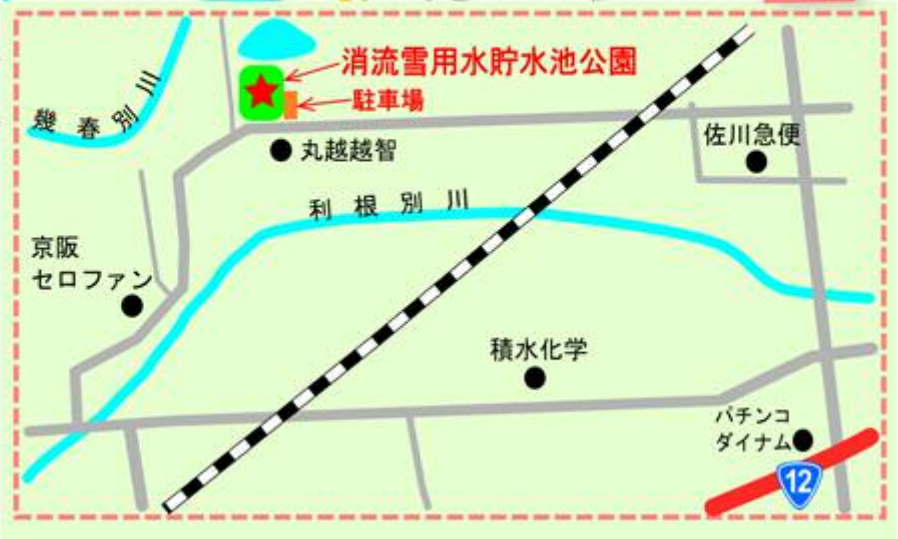 消流雪用水貯水池公園
駐車場
幾春別川
丸越越智
佐川急便
利根別川
京阪
セロファン
積水化学
パチンコ
ダイナム
12